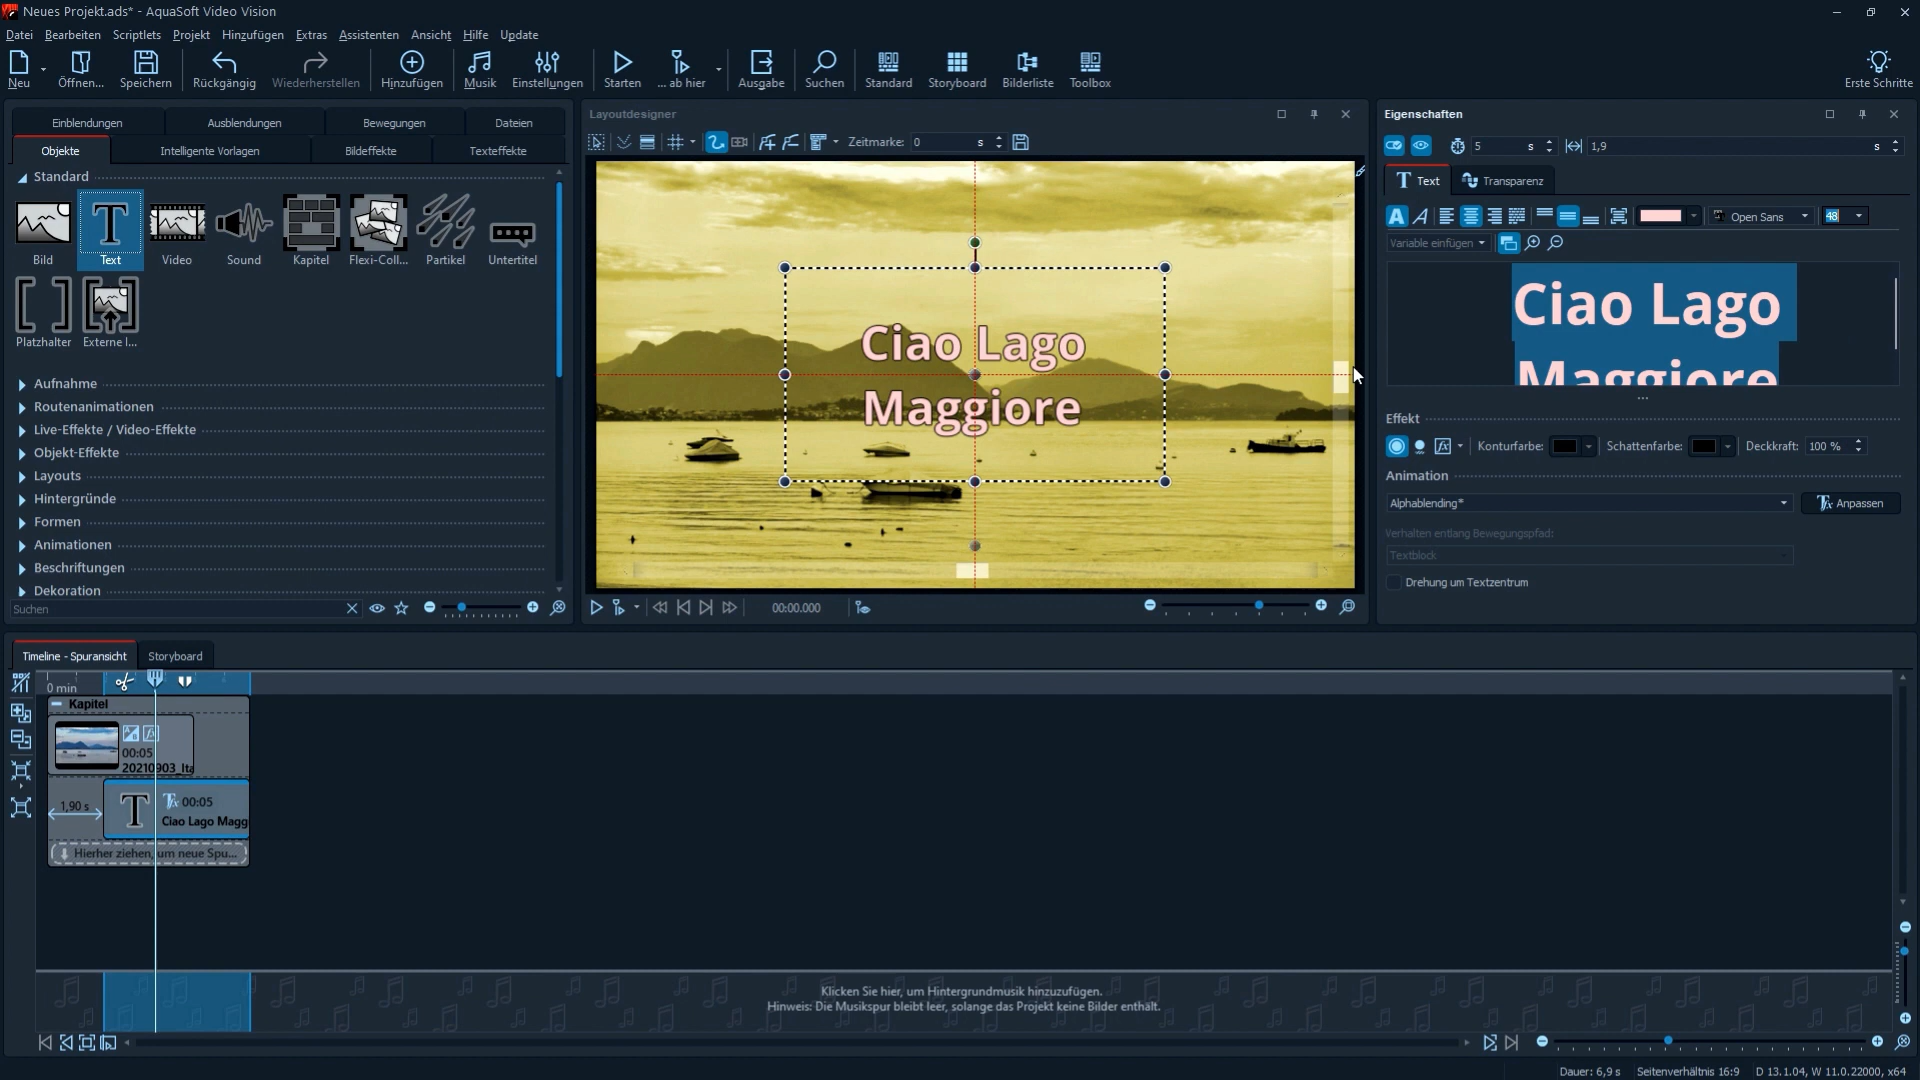 Neues Projekt.ads* - AquaSoft Video Vision
Datei Bearbeiten Scriptlets Projekt Hinzufügen Extras Assistenten Ansicht Hilfe Update
Neu Öffnen... Speichern Rückgängig Wiederherstellen Hinzufügen Musik Einstellungen Starten ... ab hier Ausgabe Suchen Standard Storyboard Bilderliste Toolbox Erste Schritte
Einblendungen Ausblendungen Bewegungen Dateien
Objekte Intelligente Vorlagen Bildeffekte Texteffekte
Standard
Bild Text Video Sound Kapitel Flexi-Coll... Partikel Untertitel
Platzhalter Externe I...
Aufnahme
Routenanimationen
Live-Effekte / Video-Effekte
Objekt-Effekte
Layouts
Hintergründe
Formen
Animationen
Beschriftungen
Dekoration
Suchen
Layoutdesigner
Zeitmarke: 0 s
Ciao Lago
Maggiore
00:00.000
Eigenschaften
5 s 1,9 s
Text Transparenz
Open Sans 48
Variable einfügen
Ciao Lago
Maggiore
Effekt
Konturfarbe: Schattenfarbe: Deckkraft: 100 %
Animation
Alphablending* Anpassen
Verhalten entlang Bewegungspfad:
Textblock
Drehung um Textzentrum
Timeline - Spuransicht Storyboard
0 min
Kapitel
00:05
20210903_Ita
1,90 s
00:05
Ciao Lago Magg
Hierher ziehen, um neue Spu...
Klicken Sie hier, um Hintergrundmusik hinzuzufügen.
Hinweis: Die Musikspur bleibt leer, solange das Projekt keine Bilder enthält.
Dauer: 6,9 s Seitenverhältnis 16:9 D 13.1.04, W 11.0.22000, x64